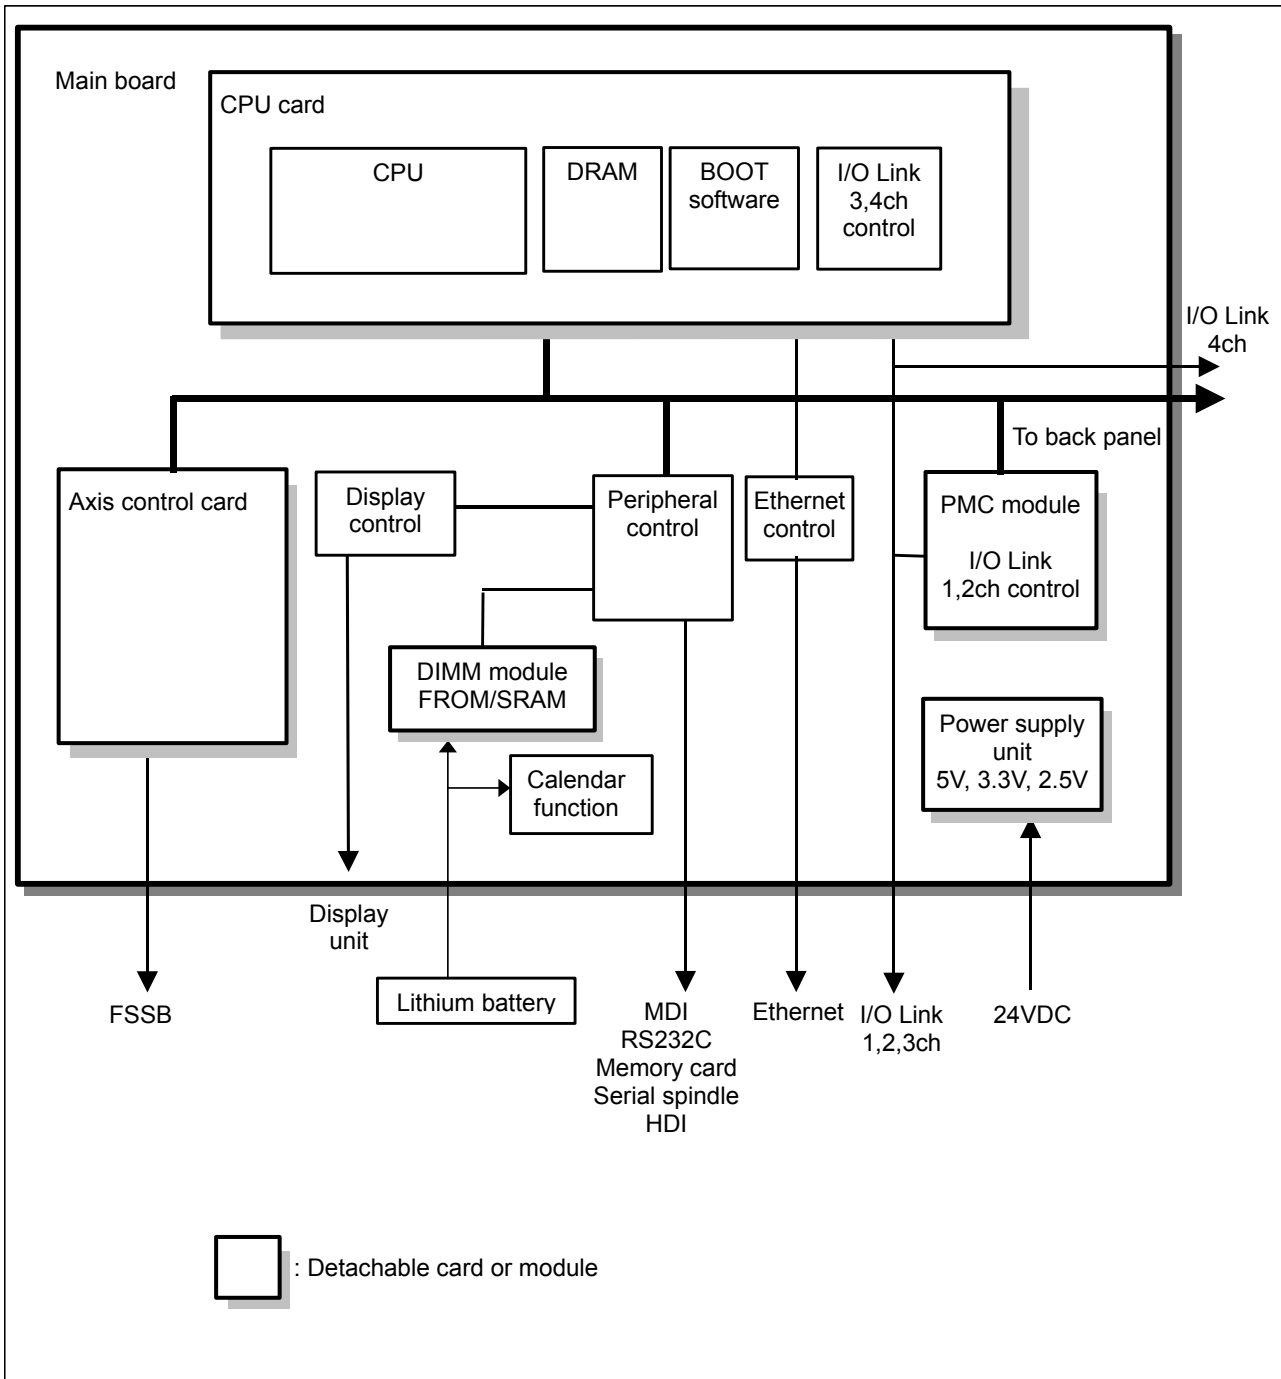 Main board
CPU card
CPU
DRAM
BOOT
software
I/O Link
3,4ch
control
I/O Link
4ch
To back panel
Axis control card
Display
control
Peripheral
control
Ethernet
control
PMC module
I/O Link
1,2ch control
DIMM module
FROM/SRAM
Calendar
function
Power supply
unit
5V, 3.3V, 2.5V
Display
unit
Lithium battery
FSSB
MDI
RS232C
Memory card
Serial spindle
HDI
Ethernet
I/O Link
1,2,3ch
24VDC
: Detachable card or module